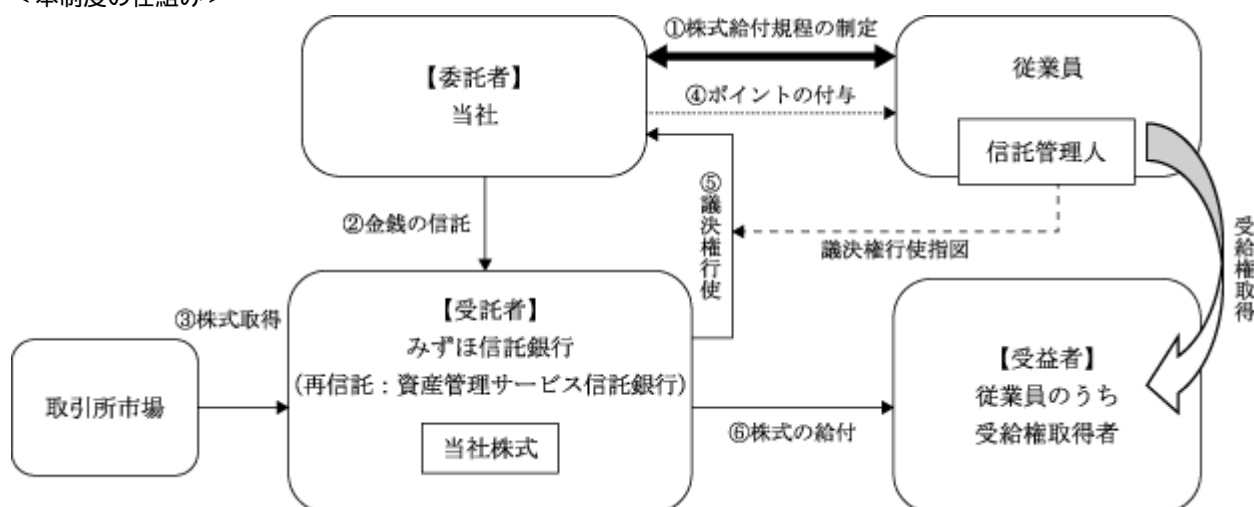 <本制度の仕組み>
①株式給付規程の制定
【委託者】
当社
従業員
④ポイントの付与
信託管理人
②金銭の信託
⑤議決権行使
議決権行使指図
受給権取得
③株式取得
【受託者】
みずほ信託銀行
(再信託:資産管理サービス信託銀行)
当社株式
取引所市場
⑥株式の給付
【受益者】
従業員のうち
受給権取得者